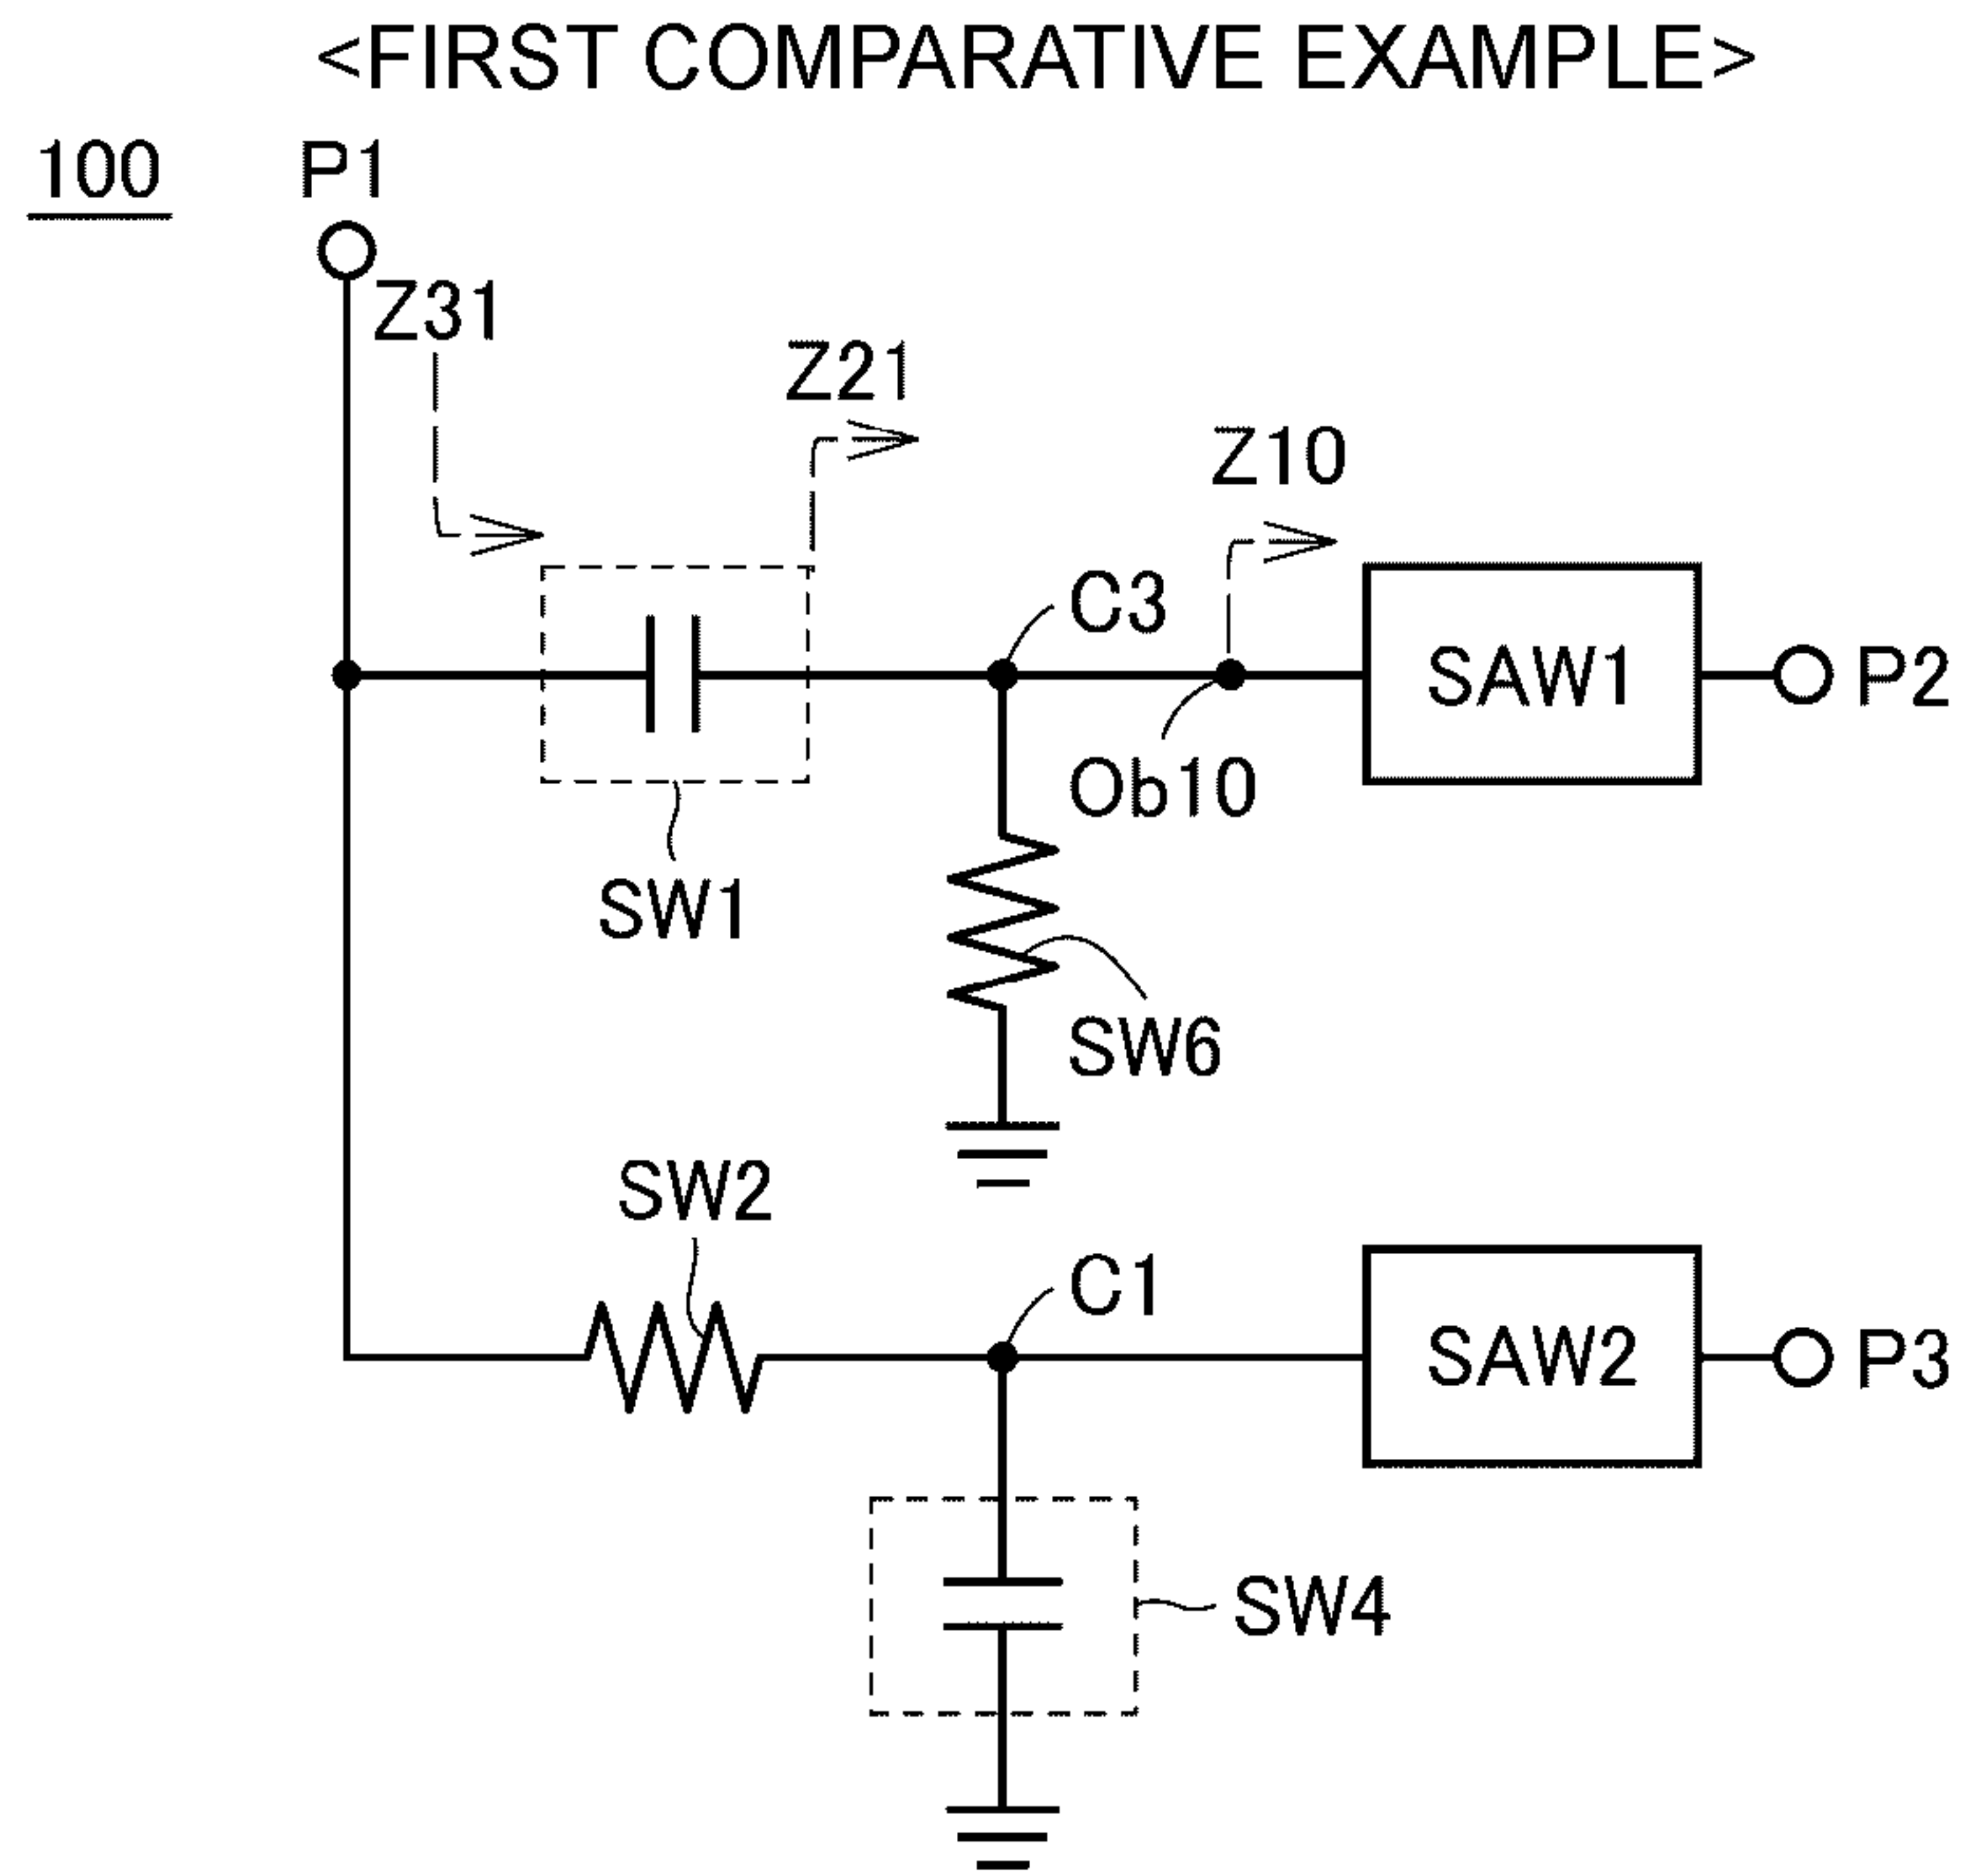 <FIRST COMPARATIVE EXAMPLE>
100
P1
Z31
Z21
Z10
C3
SAW1
P2
Ob10
SW1
SW6
SW2
C1
SAW2
P3
SW4